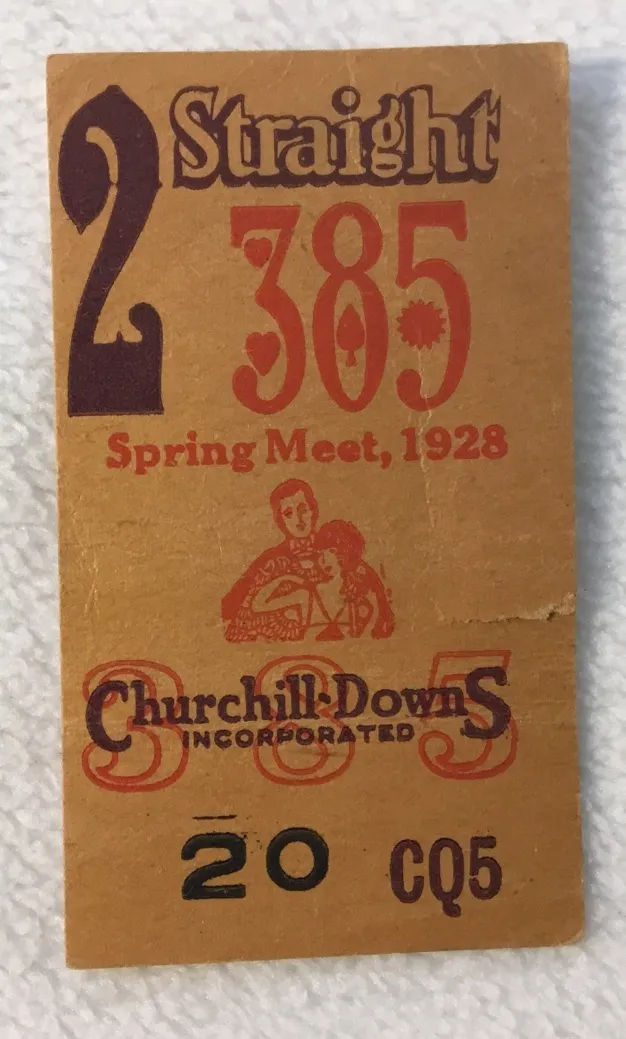 2 Straight
385
Spring Meet, 1928
385
Churchill·Downs
INCORPORATED
20 CQ5